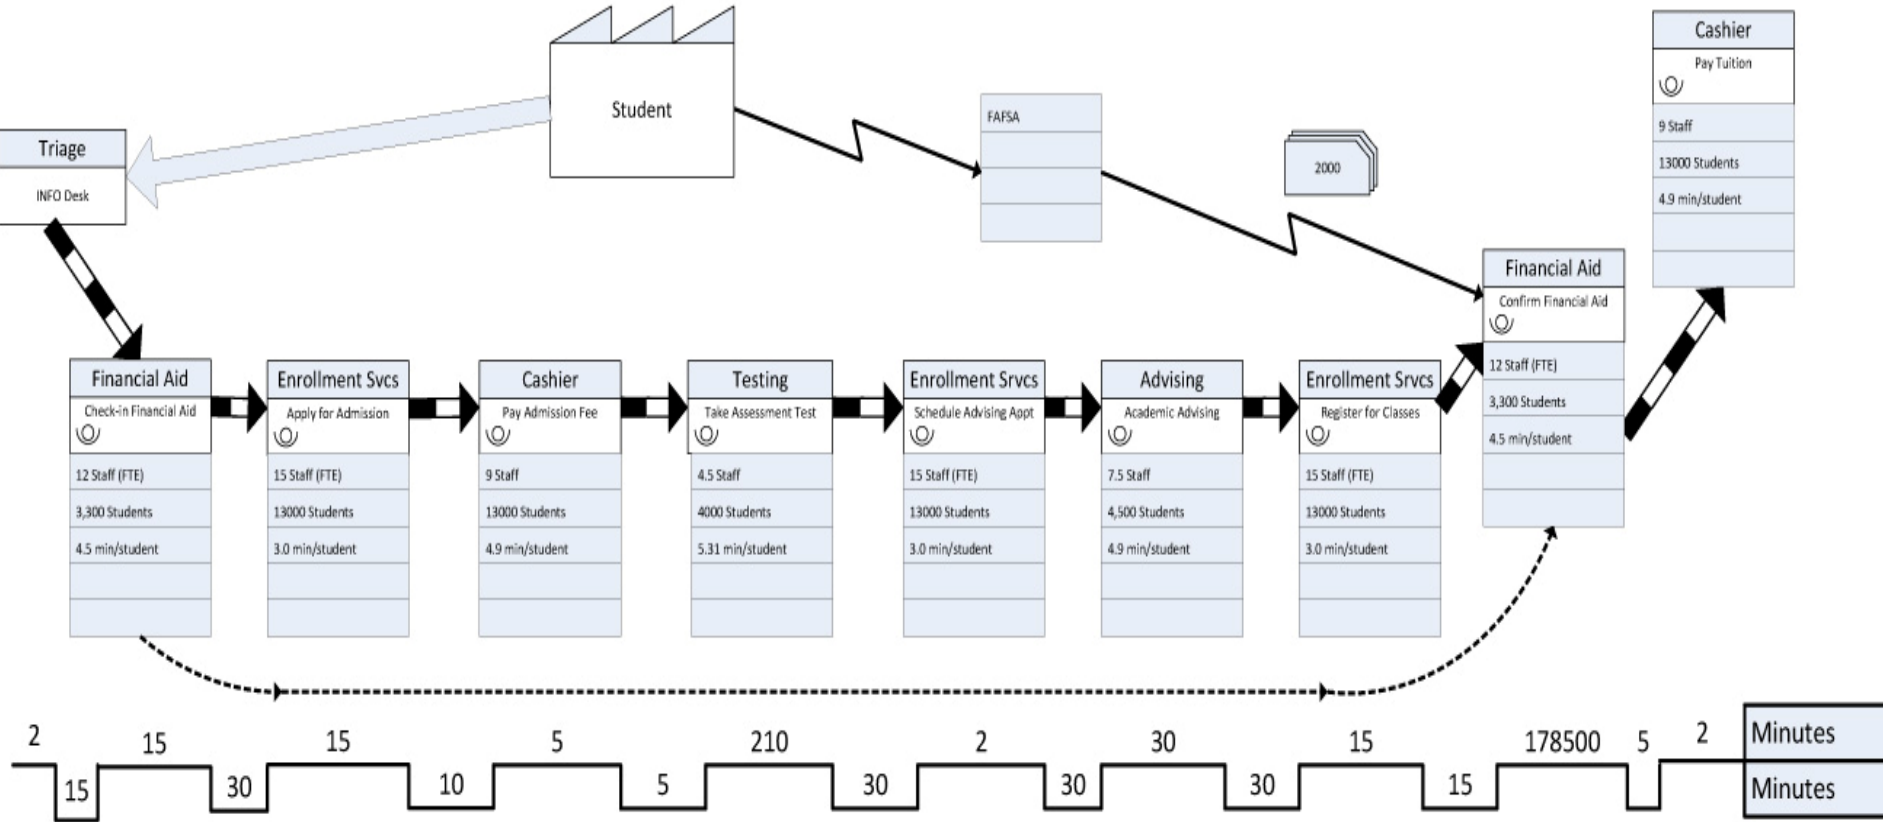 Cashier
Pay Tuition
9 Staff
13000 Students
4.9 min/student
Student
FAFSA
2000
Triage
INFO Desk
Financial Aid
Confirm Financial Aid
12 Staff (FTE)
3,300 Students
4.5 min/student
Financial Aid
Check-in Financial Aid
12 Staff (FTE)
3,300 Students
4.5 min/student
Enrollment Svcs
Apply for Admission
15 Staff (FTE)
13000 Students
3.0 min/student
Cashier
Pay Admission Fee
9 Staff
13000 Students
4.9 min/student
Testing
Take Assessment Test
4.5 Staff
4000 Students
5.31 min/student
Enrollment Srvcs
Schedule Advising Appt
15 Staff (FTE)
13000 Students
3.0 min/student
Advising
Academic Advising
7.5 Staff
4,500 Students
4.9 min/student
Enrollment Srvcs
Register for Classes
15 Staff (FTE)
13000 Students
3.0 min/student
2 15 15 5 210 2 30 15 178500 5 2 Minutes
15 30 10 5 30 30 30 15 Minutes